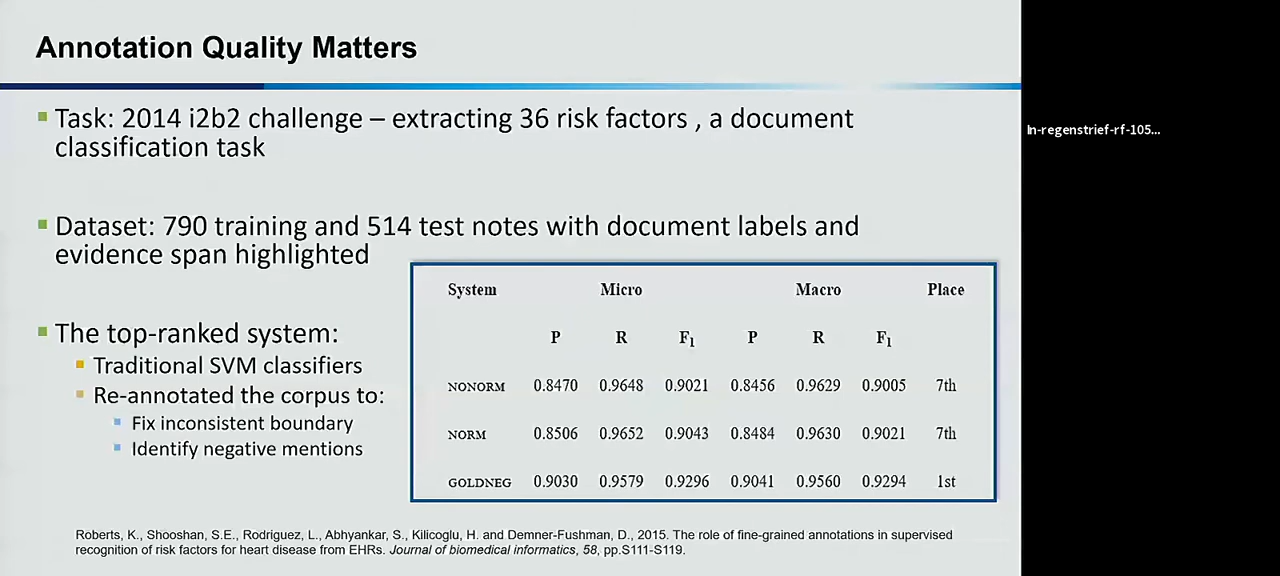 Annotation Quality Matters
Task: 2014 i2b2 challenge – extracting 36 risk factors , a document
classification task
Dataset: 790 training and 514 test notes with document labels and
evidence span highlighted
The top-ranked system:
Traditional SVM classifiers
Re-annotated the corpus to:
Fix inconsistent boundary
Identify negative mentions
System Micro Macro Place
P R F1 P R F1
NONORM 0.8470 0.9648 0.9021 0.8456 0.9629 0.9005 7th
NORM 0.8506 0.9652 0.9043 0.8484 0.9630 0.9021 7th
GOLDNEG 0.9030 0.9579 0.9296 0.9041 0.9560 0.9294 1st
Roberts, K., Shooshan, S.E., Rodriguez, L., Abhyankar, S., Kilicoglu, H. and Demner-Fushman, D., 2015. The role of fine-grained annotations in supervised
recognition of risk factors for heart disease from EHRs. Journal of biomedical informatics, 58, pp.S111-S119.
In-regenstrief-rf-105...